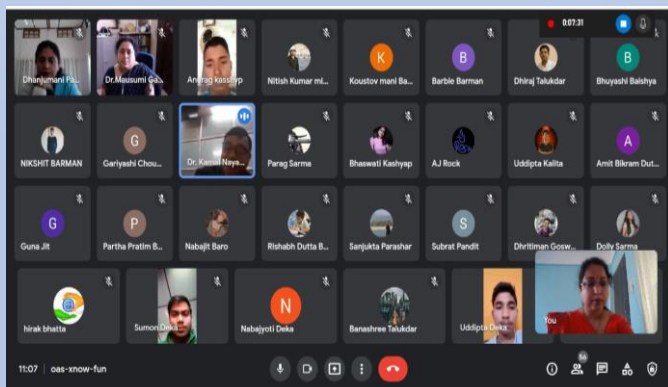 0:07:31
Dhanjumani Pa...
Dr.Mausumi Ga...
Anurag kasshyp
Nitish Kumar mi...
Koustov mani Ba...
K
Barbie Barman
B
Dhiraj Talukdar
Bhuyashi Baishya
B
NIKSHIT BARMAN
Gariyashi Chou...
G
Dr. Kamal Naya...
Parag Sarma
Bhaswati Kashyap
AJ Rock
Uddipta Kalita
Amit Bikram Dut...
A
Guna Jit
G
Partha Pratim B...
P
Nabajit Baro
Rishabh Dutta B...
Sanjukta Parashar
Subrat Pandit
S
Dhritiman Gosw...
Dolly Sarma
hirak bhatta
Sumon Deka
Nabajyoti Deka
N
Banashree Talukdar
Uddipta Deka
You
11:07 | oas-xnow-fun